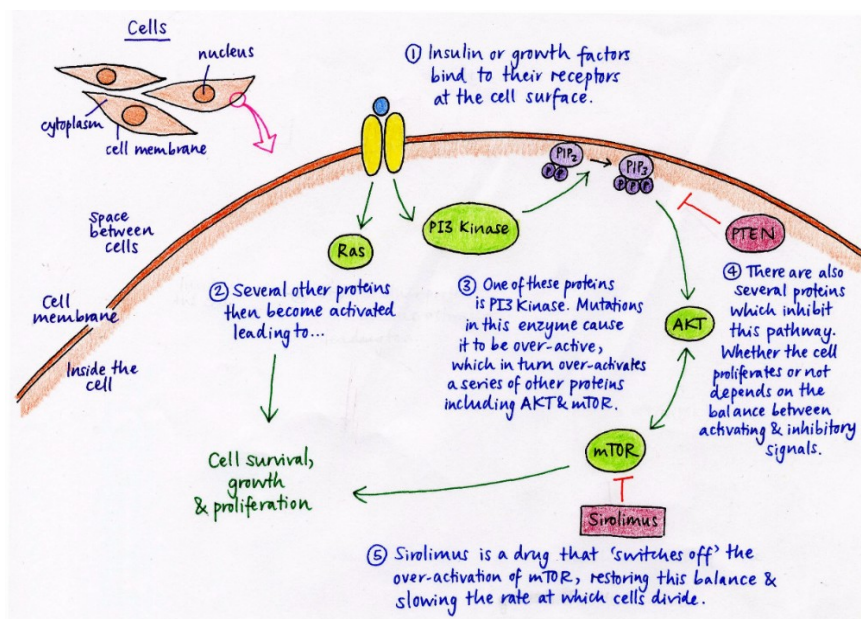 Cells
nucleus
cytoplasm
cell membrane
① Insulin or growth factors
bind to their receptors
at the cell surface.
PIP₂
P P
PIP₃
P P P
Space
between
cells
Ras
PI3 Kinase
PTEN
② Several other proteins
then become activated
leading to...
③ One of these proteins
is PI3 Kinase. Mutations
in this enzyme cause
it to be over-active,
which in turn over-activates
a series of other proteins
including AKT & mTOR.
AKT
④ There are also
several proteins
which inhibit
this pathway.
Whether the cell
proliferates or not
depends on the
balance between
activating & inhibitory
signals.
Cell
membrane
Inside the
cell
Cell survival,
growth
& proliferation
mTOR
Sirolimus
⑤ Sirolimus is a drug that 'switches off' the
over-activation of mTOR, restoring this balance &
slowing the rate at which cells divide.